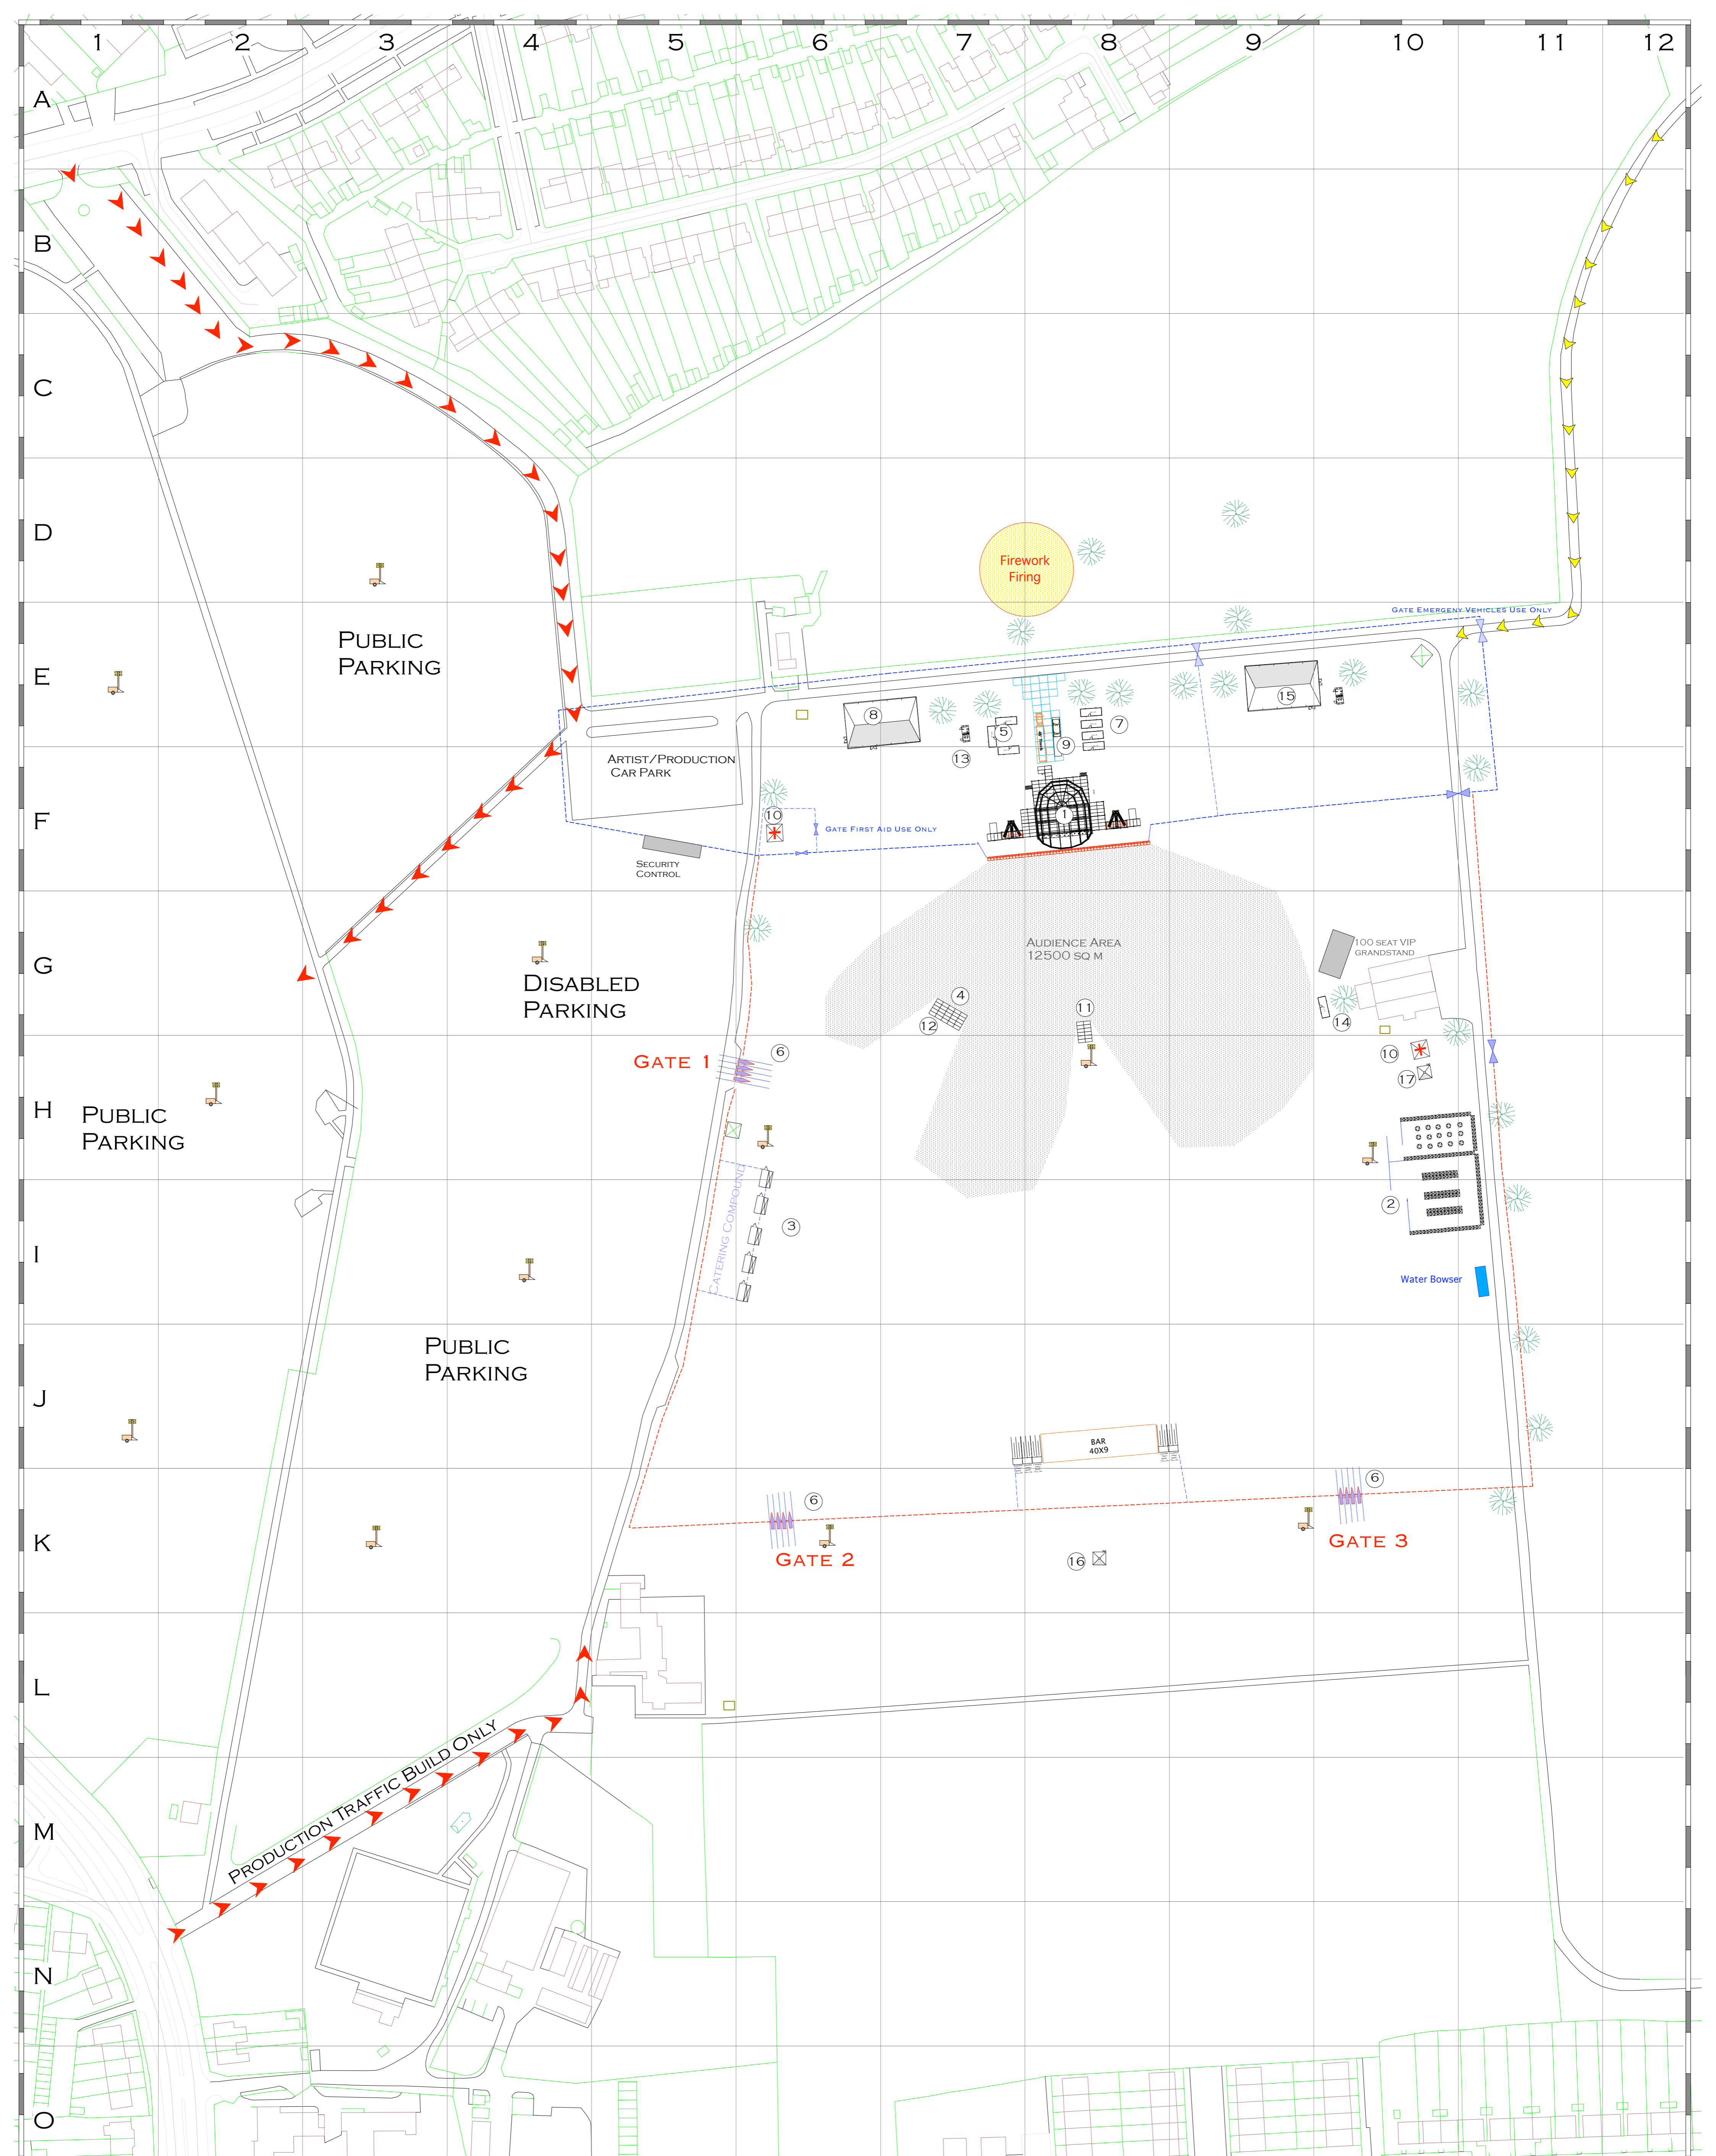 1 2 3 4 5 6 7 8 9 10 11 12
A
B
C
D
Firework
Firing
Gate Emergeny Vehicles Use Only
E
Public
Parking
15
8
5
7
9
13
Artist/Production
Car Park
F
10
1
Gate First Aid Use Only
Security
Control
Audience Area
12500 sq m
100 seat VIP
grandstand
G
Disabled
Parking
4
12
11
14
Gate 1
6
10
17
H
Public
Parking
Catering Compound
3
2
I
Water Bowser
Public
Parking
J
BAR
40X9
6
6
K
Gate 2
Gate 3
16
L
Production Traffic Build Only
M
N
O